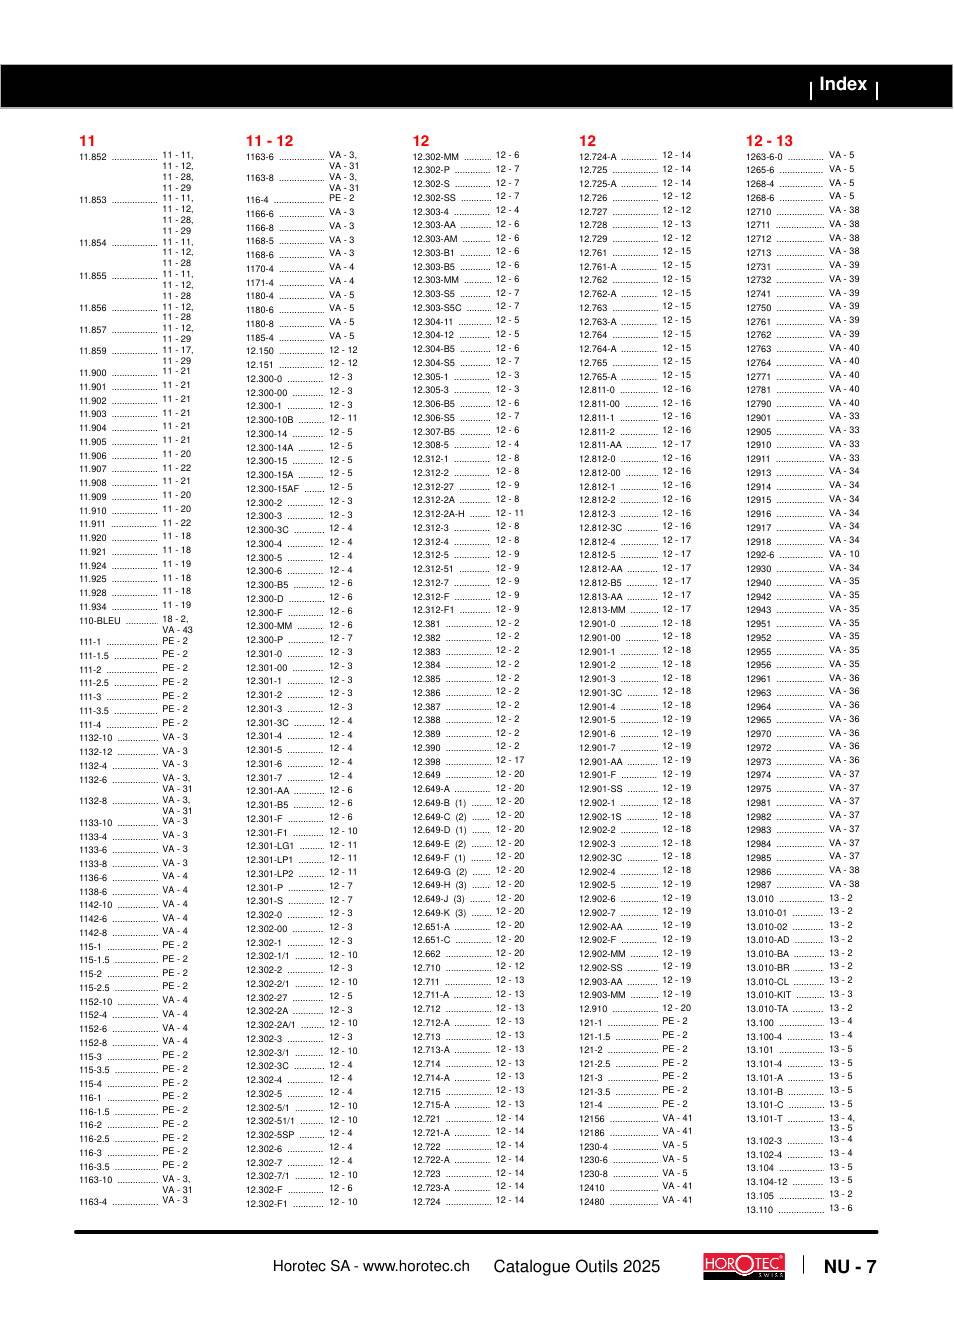 Index
11
11.852 .................. 11 - 11,
11 - 12,
11 - 28,
11 - 29
11.853 .................. 11 - 11,
11 - 12,
11 - 28,
11 - 29
11.854 .................. 11 - 11,
11 - 12,
11 - 28
11.855 .................. 11 - 11,
11 - 12,
11 - 28
11.856 .................. 11 - 12,
11 - 28
11.857 .................. 11 - 12,
11 - 29
11.859 .................. 11 - 17,
11 - 29
11.900 .................. 11 - 21
11.901 .................. 11 - 21
11.902 .................. 11 - 21
11.903 .................. 11 - 21
11.904 .................. 11 - 21
11.905 .................. 11 - 21
11.906 .................. 11 - 20
11.907 .................. 11 - 22
11.908 .................. 11 - 21
11.909 .................. 11 - 20
11.910 .................. 11 - 20
11.911 .................. 11 - 22
11.920 .................. 11 - 18
11.921 .................. 11 - 18
11.924 .................. 11 - 19
11.925 .................. 11 - 18
11.928 .................. 11 - 18
11.934 .................. 11 - 19
110-BLEU ............. 18 - 2,
VA - 43
111-1 .................... PE - 2
111-1.5 ................. PE - 2
111-2 .................... PE - 2
111-2.5 ................. PE - 2
111-3 .................... PE - 2
111-3.5 ................. PE - 2
111-4 .................... PE - 2
1132-10 ................ VA - 3
1132-12 ................ VA - 3
1132-4 .................. VA - 3
1132-6 .................. VA - 3,
VA - 31
1132-8 .................. VA - 3,
VA - 31
1133-10 ................ VA - 3
1133-4 .................. VA - 3
1133-6 .................. VA - 3
1133-8 .................. VA - 3
1136-6 .................. VA - 4
1138-6 .................. VA - 4
1142-10 ................ VA - 4
1142-6 .................. VA - 4
1142-8 .................. VA - 4
115-1 .................... PE - 2
115-1.5 ................. PE - 2
115-2 .................... PE - 2
115-2.5 ................. PE - 2
1152-10 ................ VA - 4
1152-4 .................. VA - 4
1152-6 .................. VA - 4
1152-8 .................. VA - 4
115-3 .................... PE - 2
115-3.5 ................. PE - 2
115-4 .................... PE - 2
116-1 .................... PE - 2
116-1.5 ................. PE - 2
116-2 .................... PE - 2
116-2.5 ................. PE - 2
116-3 .................... PE - 2
116-3.5 ................. PE - 2
1163-10 ................ VA - 3,
VA - 31
1163-4 .................. VA - 3
11 - 12
1163-6 .................. VA - 3,
VA - 31
1163-8 .................. VA - 3,
VA - 31
116-4 .................... PE - 2
1166-6 .................. VA - 3
1166-8 .................. VA - 3
1168-5 .................. VA - 3
1168-6 .................. VA - 3
1170-4 .................. VA - 4
1171-4 .................. VA - 4
1180-4 .................. VA - 5
1180-6 .................. VA - 5
1180-8 .................. VA - 5
1185-4 .................. VA - 5
12.150 .................. 12 - 12
12.151 .................. 12 - 12
12.300-0 ............... 12 - 3
12.300-00 ............. 12 - 3
12.300-1 ............... 12 - 3
12.300-10B ........... 12 - 11
12.300-14 ............. 12 - 5
12.300-14A .......... 12 - 5
12.300-15 ............. 12 - 5
12.300-15A .......... 12 - 5
12.300-15AF ........ 12 - 5
12.300-2 ............... 12 - 3
12.300-3 ............... 12 - 3
12.300-3C ............ 12 - 4
12.300-4 ............... 12 - 4
12.300-5 ............... 12 - 4
12.300-6 ............... 12 - 4
12.300-B5 ............ 12 - 6
12.300-D .............. 12 - 6
12.300-F .............. 12 - 6
12.300-MM ........... 12 - 6
12.300-P .............. 12 - 7
12.301-0 ............... 12 - 3
12.301-00 ............. 12 - 3
12.301-1 ............... 12 - 3
12.301-2 ............... 12 - 3
12.301-3 ............... 12 - 3
12.301-3C ............ 12 - 4
12.301-4 ............... 12 - 4
12.301-5 ............... 12 - 4
12.301-6 ............... 12 - 4
12.301-7 ............... 12 - 4
12.301-AA ............ 12 - 6
12.301-B5 ............ 12 - 6
12.301-F .............. 12 - 6
12.301-F1 ............ 12 - 10
12.301-LG1 .......... 12 - 11
12.301-LP1 .......... 12 - 11
12.301-LP2 .......... 12 - 11
12.301-P .............. 12 - 7
12.301-S .............. 12 - 7
12.302-0 ............... 12 - 3
12.302-00 ............. 12 - 3
12.302-1 ............... 12 - 3
12.302-1/1 ............ 12 - 10
12.302-2 ............... 12 - 3
12.302-2/1 ............ 12 - 10
12.302-27 ............. 12 - 5
12.302-2A ............ 12 - 3
12.302-2A/1 ......... 12 - 10
12.302-3 ............... 12 - 3
12.302-3/1 ............ 12 - 10
12.302-3C ............ 12 - 4
12.302-4 ............... 12 - 4
12.302-5 ............... 12 - 4
12.302-5/1 ............ 12 - 10
12.302-51/1 .......... 12 - 10
12.302-5SP .......... 12 - 4
12.302-6 ............... 12 - 4
12.302-7 ............... 12 - 4
12.302-7/1 ............ 12 - 10
12.302-F .............. 12 - 6
12.302-F1 ............ 12 - 10
12
12.302-MM ........... 12 - 6
12.302-P .............. 12 - 7
12.302-S .............. 12 - 7
12.302-SS ............ 12 - 7
12.303-4 ............... 12 - 4
12.303-AA ............ 12 - 6
12.303-AM ............ 12 - 6
12.303-B1 ............ 12 - 6
12.303-B5 ............ 12 - 6
12.303-MM ........... 12 - 6
12.303-S5 ............ 12 - 7
12.303-S5C .......... 12 - 7
12.304-11 ............. 12 - 5
12.304-12 ............. 12 - 5
12.304-B5 ............ 12 - 6
12.304-S5 ............ 12 - 7
12.305-1 ............... 12 - 3
12.305-3 ............... 12 - 3
12.306-B5 ............ 12 - 6
12.306-S5 ............ 12 - 7
12.307-B5 ............ 12 - 6
12.308-5 ............... 12 - 4
12.312-1 ............... 12 - 8
12.312-2 ............... 12 - 8
12.312-27 ............. 12 - 9
12.312-2A ............ 12 - 8
12.312-2A-H ........ 12 - 11
12.312-3 ............... 12 - 8
12.312-4 ............... 12 - 8
12.312-5 ............... 12 - 9
12.312-51 ............. 12 - 9
12.312-7 ............... 12 - 9
12.312-F .............. 12 - 9
12.312-F1 ............ 12 - 9
12.381 .................. 12 - 2
12.382 .................. 12 - 2
12.383 .................. 12 - 2
12.384 .................. 12 - 2
12.385 .................. 12 - 2
12.386 .................. 12 - 2
12.387 .................. 12 - 2
12.388 .................. 12 - 2
12.389 .................. 12 - 2
12.390 .................. 12 - 2
12.398 .................. 12 - 17
12.649 .................. 12 - 20
12.649-A .............. 12 - 20
12.649-B (1) ........ 12 - 20
12.649-C (2) ....... 12 - 20
12.649-D (1) ....... 12 - 20
12.649-E (2) ........ 12 - 20
12.649-F (1) ........ 12 - 20
12.649-G (2) ....... 12 - 20
12.649-H (3) ....... 12 - 20
12.649-J (3) ........ 12 - 20
12.649-K (3) ........ 12 - 20
12.651-A .............. 12 - 20
12.651-C .............. 12 - 20
12.662 .................. 12 - 20
12.710 .................. 12 - 12
12.711 .................. 12 - 13
12.711-A .............. 12 - 13
12.712 .................. 12 - 13
12.712-A .............. 12 - 13
12.713 .................. 12 - 13
12.713-A .............. 12 - 13
12.714 .................. 12 - 13
12.714-A .............. 12 - 13
12.715 .................. 12 - 13
12.715-A .............. 12 - 13
12.721 .................. 12 - 14
12.721-A .............. 12 - 14
12.722 .................. 12 - 14
12.722-A .............. 12 - 14
12.723 .................. 12 - 14
12.723-A .............. 12 - 14
12.724 .................. 12 - 14
12
12.724-A .............. 12 - 14
12.725 .................. 12 - 14
12.725-A .............. 12 - 14
12.726 .................. 12 - 12
12.727 .................. 12 - 12
12.728 .................. 12 - 13
12.729 .................. 12 - 12
12.761 .................. 12 - 15
12.761-A .............. 12 - 15
12.762 .................. 12 - 15
12.762-A .............. 12 - 15
12.763 .................. 12 - 15
12.763-A .............. 12 - 15
12.764 .................. 12 - 15
12.764-A .............. 12 - 15
12.765 .................. 12 - 15
12.765-A .............. 12 - 15
12.811-0 ............... 12 - 16
12.811-00 ............. 12 - 16
12.811-1 ............... 12 - 16
12.811-2 ............... 12 - 16
12.811-AA ............ 12 - 17
12.812-0 ............... 12 - 16
12.812-00 ............. 12 - 16
12.812-1 ............... 12 - 16
12.812-2 ............... 12 - 16
12.812-3 ............... 12 - 16
12.812-3C ............ 12 - 16
12.812-4 ............... 12 - 17
12.812-5 ............... 12 - 17
12.812-AA ............ 12 - 17
12.812-B5 ............ 12 - 17
12.813-AA ............ 12 - 17
12.813-MM ........... 12 - 17
12.901-0 ............... 12 - 18
12.901-00 ............. 12 - 18
12.901-1 ............... 12 - 18
12.901-2 ............... 12 - 18
12.901-3 ............... 12 - 18
12.901-3C ............ 12 - 18
12.901-4 ............... 12 - 18
12.901-5 ............... 12 - 19
12.901-6 ............... 12 - 19
12.901-7 ............... 12 - 19
12.901-AA ............ 12 - 19
12.901-F .............. 12 - 19
12.901-SS ............ 12 - 19
12.902-1 ............... 12 - 18
12.902-1S ............ 12 - 18
12.902-2 ............... 12 - 18
12.902-3 ............... 12 - 18
12.902-3C ............ 12 - 18
12.902-4 ............... 12 - 18
12.902-5 ............... 12 - 19
12.902-6 ............... 12 - 19
12.902-7 ............... 12 - 19
12.902-AA ............ 12 - 19
12.902-F .............. 12 - 19
12.902-MM ........... 12 - 19
12.902-SS ............ 12 - 19
12.903-AA ............ 12 - 19
12.903-MM ........... 12 - 19
12.910 .................. 12 - 20
121-1 .................... PE - 2
121-1.5 ................. PE - 2
121-2 .................... PE - 2
121-2.5 ................. PE - 2
121-3 .................... PE - 2
121-3.5 ................. PE - 2
121-4 .................... PE - 2
12156 ................... VA - 41
12186 ................... VA - 41
1230-4 .................. VA - 5
1230-6 .................. VA - 5
1230-8 .................. VA - 5
12410 ................... VA - 41
12480 ................... VA - 41
12 - 13
1263-6-0 ............... VA - 5
1265-6 .................. VA - 5
1268-4 .................. VA - 5
1268-6 .................. VA - 5
12710 ................... VA - 38
12711 ................... VA - 38
12712 ................... VA - 38
12713 ................... VA - 38
12731 ................... VA - 39
12732 ................... VA - 39
12741 ................... VA - 39
12750 ................... VA - 39
12761 ................... VA - 39
12762 ................... VA - 39
12763 ................... VA - 40
12764 ................... VA - 40
12771 ................... VA - 40
12781 ................... VA - 40
12790 ................... VA - 40
12901 ................... VA - 33
12905 ................... VA - 33
12910 ................... VA - 33
12911 ................... VA - 33
12913 ................... VA - 34
12914 ................... VA - 34
12915 ................... VA - 34
12916 ................... VA - 34
12917 ................... VA - 34
12918 ................... VA - 34
1292-6 .................. VA - 10
12930 ................... VA - 34
12940 ................... VA - 35
12942 ................... VA - 35
12943 ................... VA - 35
12951 ................... VA - 35
12952 ................... VA - 35
12955 ................... VA - 35
12956 ................... VA - 35
12961 ................... VA - 36
12963 ................... VA - 36
12964 ................... VA - 36
12965 ................... VA - 36
12970 ................... VA - 36
12972 ................... VA - 36
12973 ................... VA - 36
12974 ................... VA - 37
12975 ................... VA - 37
12981 ................... VA - 37
12982 ................... VA - 37
12983 ................... VA - 37
12984 ................... VA - 37
12985 ................... VA - 37
12986 ................... VA - 38
12987 ................... VA - 38
13.010 .................. 13 - 2
13.010-01 ............. 13 - 2
13.010-02 ............. 13 - 2
13.010-AD ............ 13 - 2
13.010-BA ............ 13 - 2
13.010-BR ............ 13 - 2
13.010-CL ............ 13 - 2
13.010-KIT ........... 13 - 3
13.010-TA ............ 13 - 2
13.100 .................. 13 - 4
13.100-4 ............... 13 - 4
13.101 .................. 13 - 5
13.101-4 ............... 13 - 5
13.101-A .............. 13 - 5
13.101-B .............. 13 - 5
13.101-C .............. 13 - 5
13.101-T .............. 13 - 4,
13 - 5
13.102-3 ............... 13 - 4
13.102-4 ............... 13 - 4
13.104 .................. 13 - 5
13.104-12 ............. 13 - 5
13.105 .................. 13 - 2
13.110 .................. 13 - 6
Horotec SA - www.horotec.ch Catalogue Outils 2025 HOROTEC SWISS NU - 7